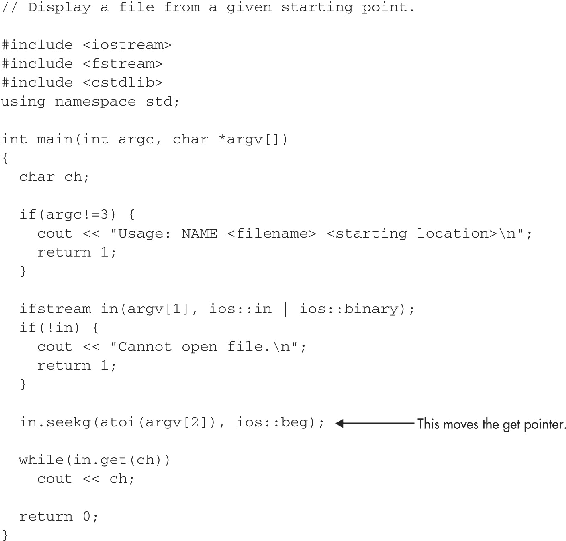 // Display a file from a given starting point.
#include <iostream>
#include <fstream>
#include <cstdlib>
using namespace std;
int main(int argc, char *argv[])
{
char ch;
if(argc!=3) {
cout << "Usage: NAME <filename> <starting location>\n";
return 1;
}
ifstream in(argv[1], ios::in | ios::binary);
if(!in) {
cout << "Cannot open file.\n";
return 1;
}
in.seekg(atoi(argv[2]), ios::beg); This moves the get pointer.
while(in.get(ch))
cout << ch;
return 0;
}